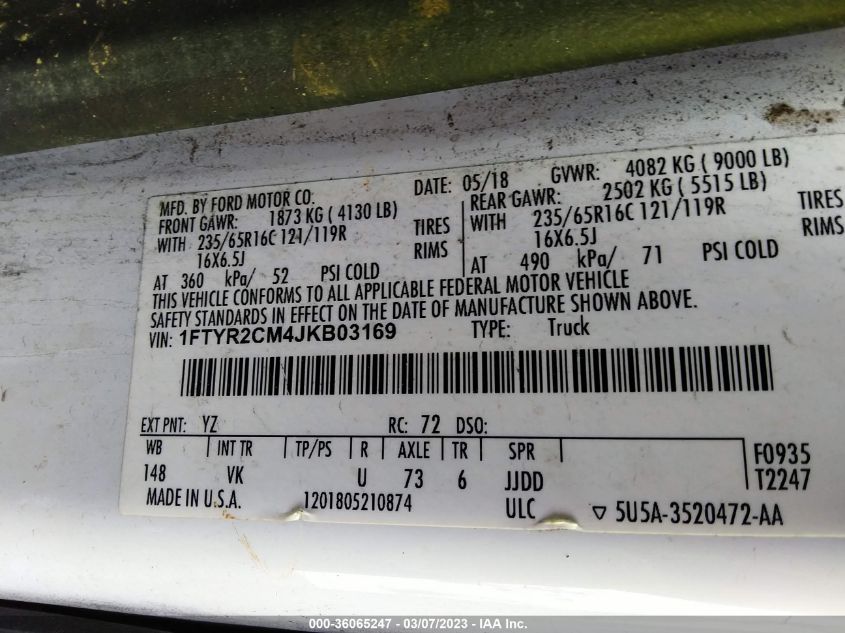 MFD. BY FORD MOTOR CO.
DATE: 05/18 GVWR: 4082 KG ( 9000 LB)
FRONT GAWR: 1873 KG ( 4130 LB)
WITH 235/65R16C 121/119R TIRES
16X6.5J RIMS
AT 360 kPa/ 52 PSI COLD
REAR GAWR: 2502 KG ( 5515 LB)
WITH 235/65R16C 121/119R TIRES
16X6.5J RIMS
AT 490 kPa/ 71 PSI COLD
THIS VEHICLE CONFORMS TO ALL APPLICABLE FEDERAL MOTOR VEHICLE
SAFETY STANDARDS IN EFFECT ON THE DATE OF MANUFACTURE SHOWN ABOVE.
VIN: 1FTYR2CM4JKB03169 TYPE: Truck
EXT PNT: YZ RC: 72 DSO:
WB INT TR TP/PS R AXLE TR SPR F0935
148 VK U 73 6 JJDD T2247
MADE IN U.S.A. 1201805210874 ULC ▽ 5U5A-3520472-AA
000-36065247 - 03/07/2023 - IAA Inc.